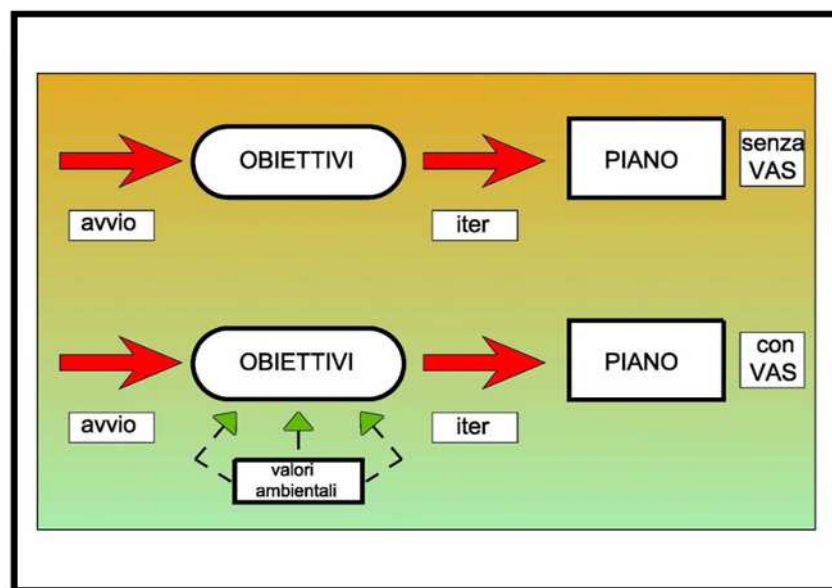 OBIETTIVI
PIANO
senza
VAS
avvio
iter
OBIETTIVI
PIANO
con
VAS
avvio
iter
valori
ambientali